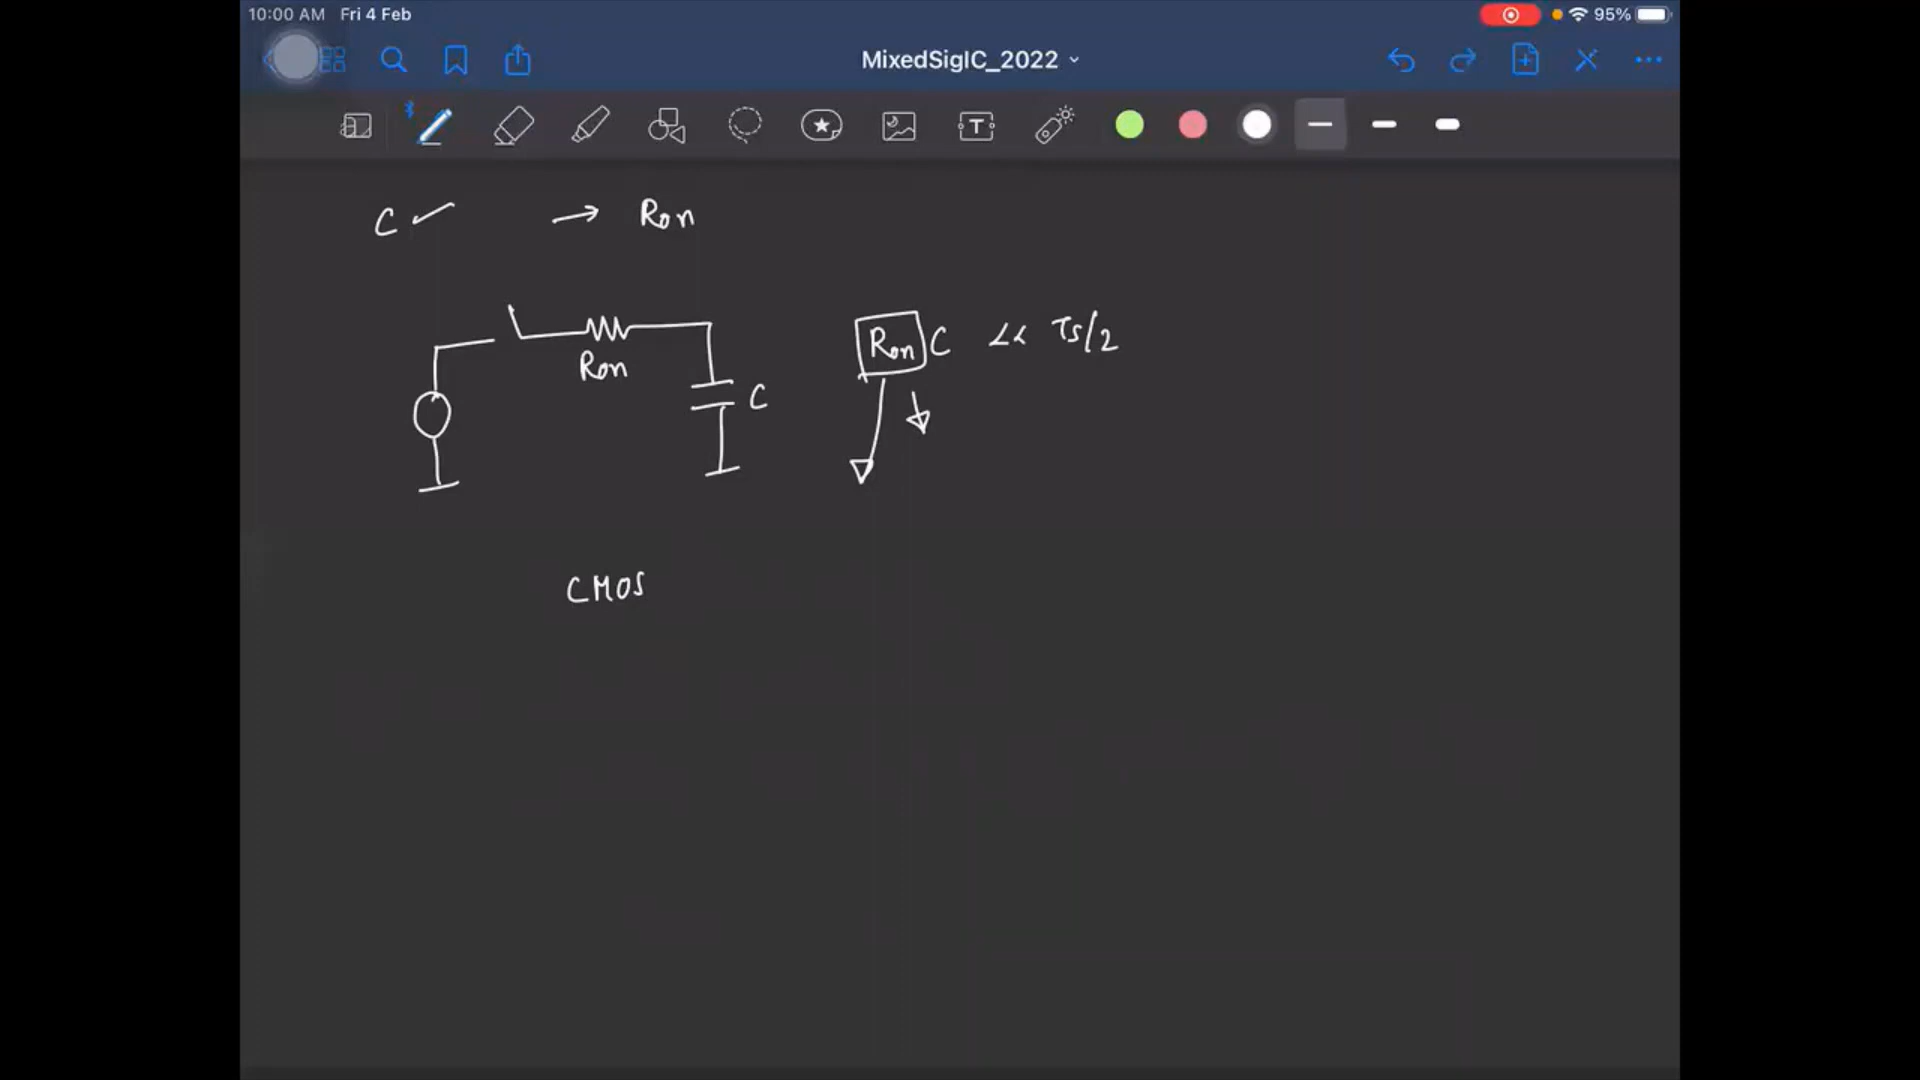 10:00 AM Fri 4 Feb 95%
MixedSigIC_2022
T
C → Ron
Ron C << Ts/2
Ron
C
CMOS